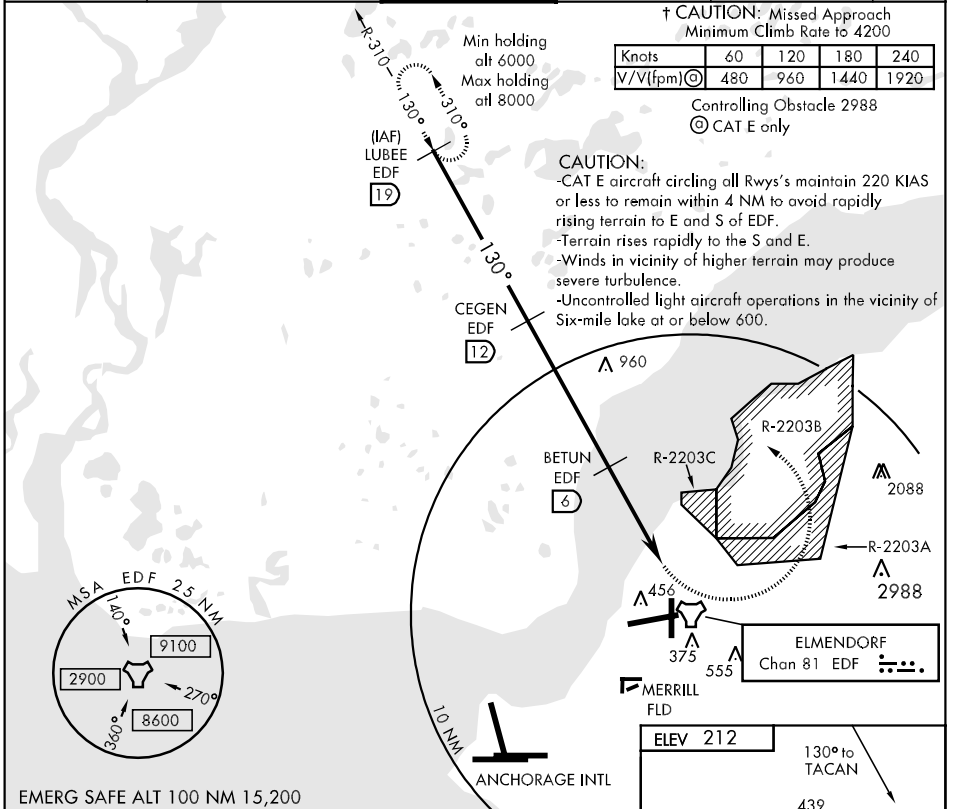 † CAUTION: Missed Approach
Minimum Climb Rate to 4200
Knots 60 120 180 240
V/V(fpm) ⓐ 480 960 1440 1920
Controlling Obstacle 2988
ⓐ CAT E only
R-310
Min holding
alt 6000
Max holding
atl 8000
130°
310°
(IAF)
LUBEE
EDF
19
CAUTION:
-CAT E aircraft circling all Rwys's maintain 220 KIAS
or less to remain within 4 NM to avoid rapidly
rising terrain to E and S of EDF.
-Terrain rises rapidly to the S and E.
-Winds in vicinity of higher terrain may produce
severe turbulence.
-Uncontrolled light aircraft operations in the vicinity of
Six-mile lake at or below 600.
130°
CEGEN
EDF
12
960
R-2203B
BETUN
EDF
6
R-2203C
2088
R-2203A
2988
456
375
555
ELMENDORF
Chan 81 EDF
MERRILL
FLD
MSA EDF 25 NM
140°
9100
2900
270°
8600
360°
10 NM
ANCHORAGE INTL
ELEV 212
130° to
TACAN
439
EMERG SAFE ALT 100 NM 15,200